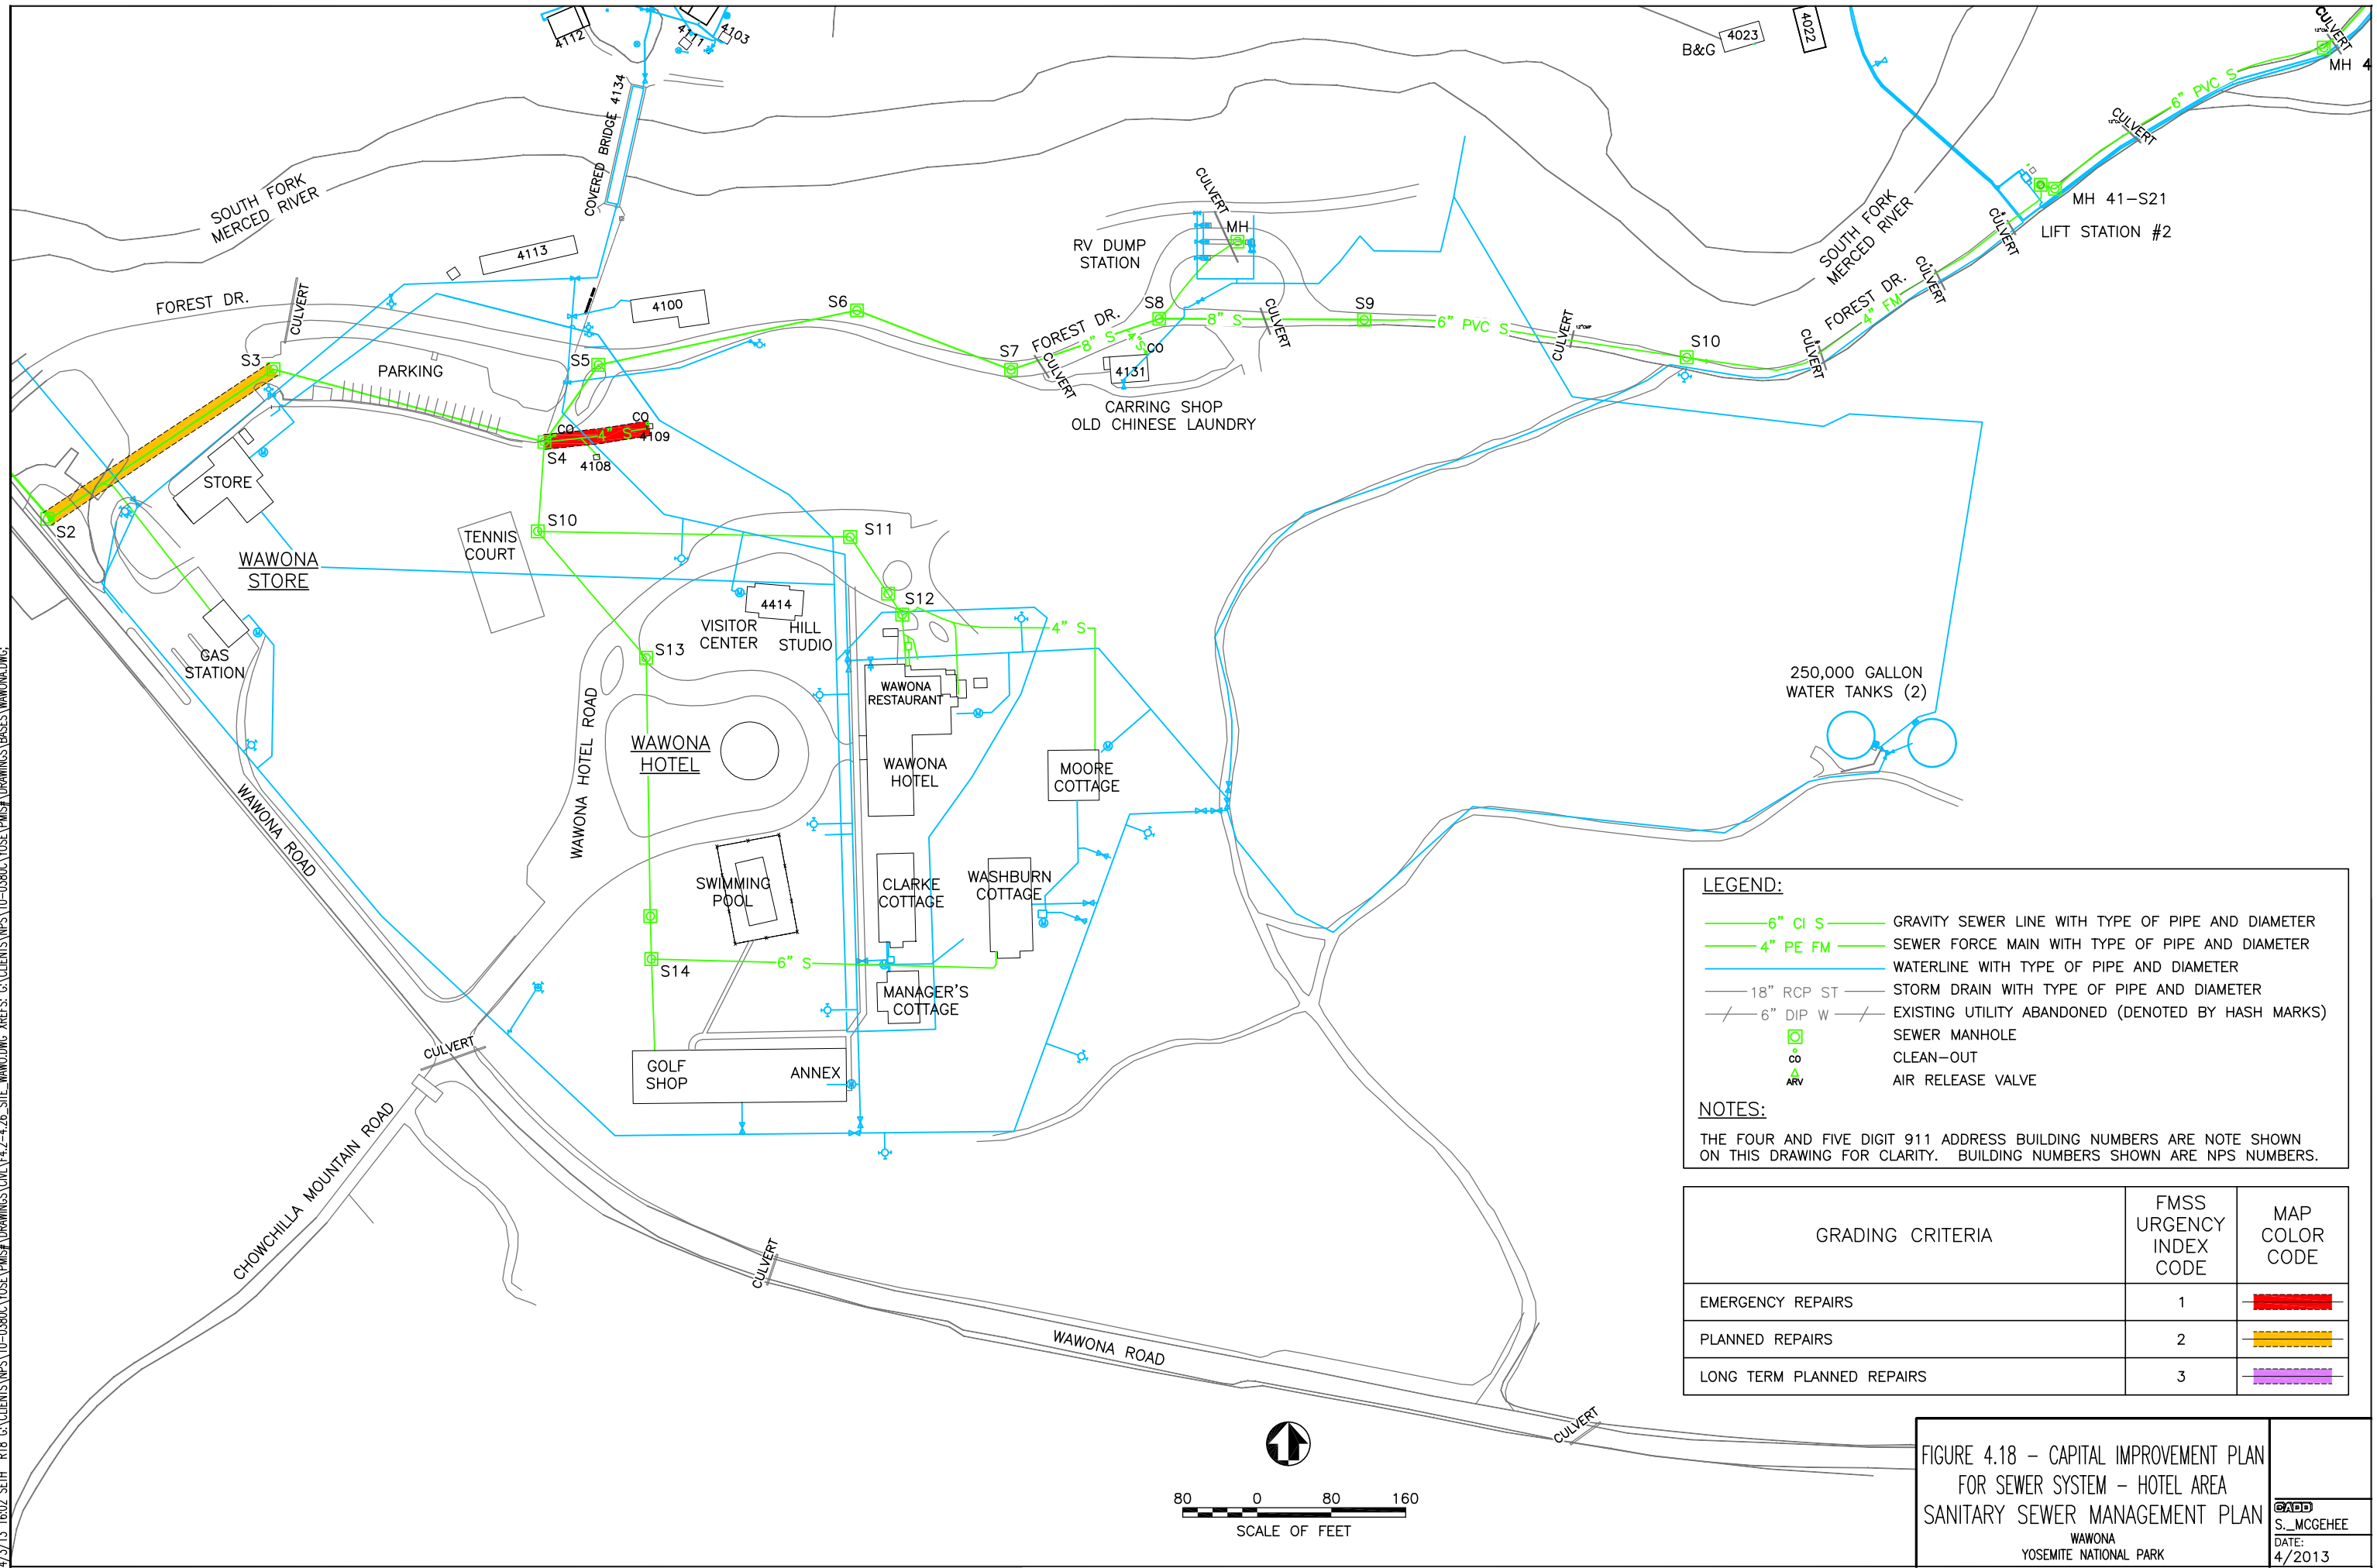 4112
4111
4103
B&G
4023
4022
CULVERT
MH 4
6" PVC S
CULVERT
COVERED BRIDGE 4134
SOUTH FORK
MERCED RIVER
CULVERT
MH
RV DUMP
STATION
SOUTH FORK
MERCED RIVER
MH 41-S21
LIFT STATION #2
CULVERT
CULVERT
4113
FOREST DR.
CULVERT
4100
S6
S8
8" S
CULVERT
S9
6" PVC S
CULVERT
12"CMP
FOREST DR.
4" FM
CULVERT
S10
S3
PARKING
S5
S7
FOREST DR.
8" S
4"S
CO
CULVERT
4131
CARRING SHOP
OLD CHINESE LAUNDRY
CO
CO
4" S
4109
S4
4108
STORE
S2
S10
S11
TENNIS
COURT
WAWONA
STORE
S12
4414
VISITOR
CENTER
HILL
STUDIO
4" S
GAS
STATION
S13
WAWONA
RESTAURANT
250,000 GALLON
WATER TANKS (2)
WAWONA HOTEL ROAD
WAWONA
HOTEL
WAWONA
HOTEL
MOORE
COTTAGE
WAWONA ROAD
SWIMMING
POOL
CLARKE
COTTAGE
WASHBURN
COTTAGE
S14
6" S
MANAGER'S
COTTAGE
CULVERT
GOLF
SHOP
ANNEX
CHOWCHILLA MOUNTAIN ROAD
CULVERT
WAWONA ROAD
CULVERT
LEGEND:
6" CI S GRAVITY SEWER LINE WITH TYPE OF PIPE AND DIAMETER
4" PE FM SEWER FORCE MAIN WITH TYPE OF PIPE AND DIAMETER
WATERLINE WITH TYPE OF PIPE AND DIAMETER
18" RCP ST STORM DRAIN WITH TYPE OF PIPE AND DIAMETER
6" DIP W EXISTING UTILITY ABANDONED (DENOTED BY HASH MARKS)
SEWER MANHOLE
CO CLEAN-OUT
ARV AIR RELEASE VALVE
NOTES:
THE FOUR AND FIVE DIGIT 911 ADDRESS BUILDING NUMBERS ARE NOTE SHOWN
ON THIS DRAWING FOR CLARITY. BUILDING NUMBERS SHOWN ARE NPS NUMBERS.
GRADING CRITERIA
FMSS
URGENCY
INDEX
CODE
MAP
COLOR
CODE
EMERGENCY REPAIRS 1
PLANNED REPAIRS 2
LONG TERM PLANNED REPAIRS 3
80 0 80 160
SCALE OF FEET
FIGURE 4.18 - CAPITAL IMPROVEMENT PLAN
FOR SEWER SYSTEM - HOTEL AREA
SANITARY SEWER MANAGEMENT PLAN
WAWONA
YOSEMITE NATIONAL PARK
CADD
S._MCGEHEE
DATE:
4/2013